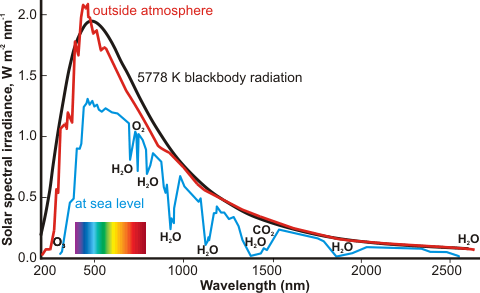 Solar spectral irradiance, W m⁻² nm⁻¹
2.0
1.5
1.0
0.5
0.0
outside atmosphere
5778 K blackbody radiation
O₂
H₂O
H₂O
at sea level
O₃
H₂O
H₂O
CO₂
H₂O
H₂O
H₂O
200
500
1000
1500
2000
2500
Wavelength (nm)